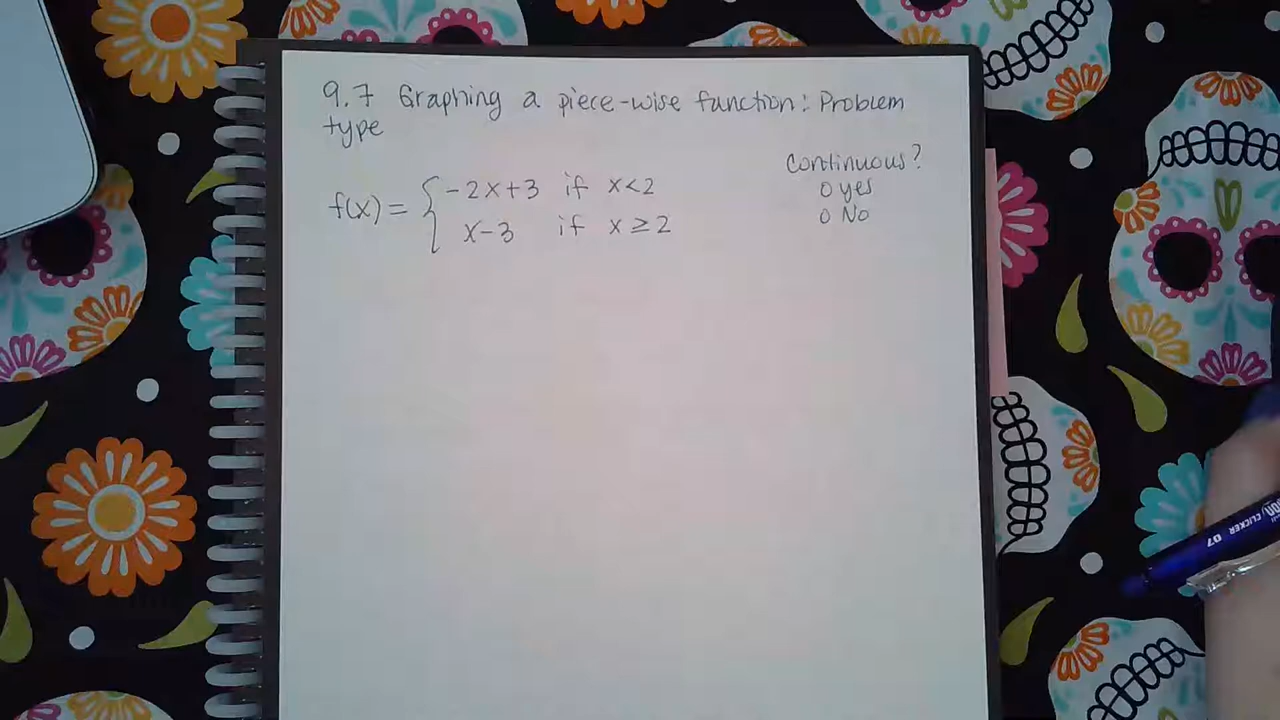 9.7 Graphing a piece-wise function: Problem
type
Continuous?
o yes
o No
f(x) = { -2x+3 if x<2
x-3 if x≥2